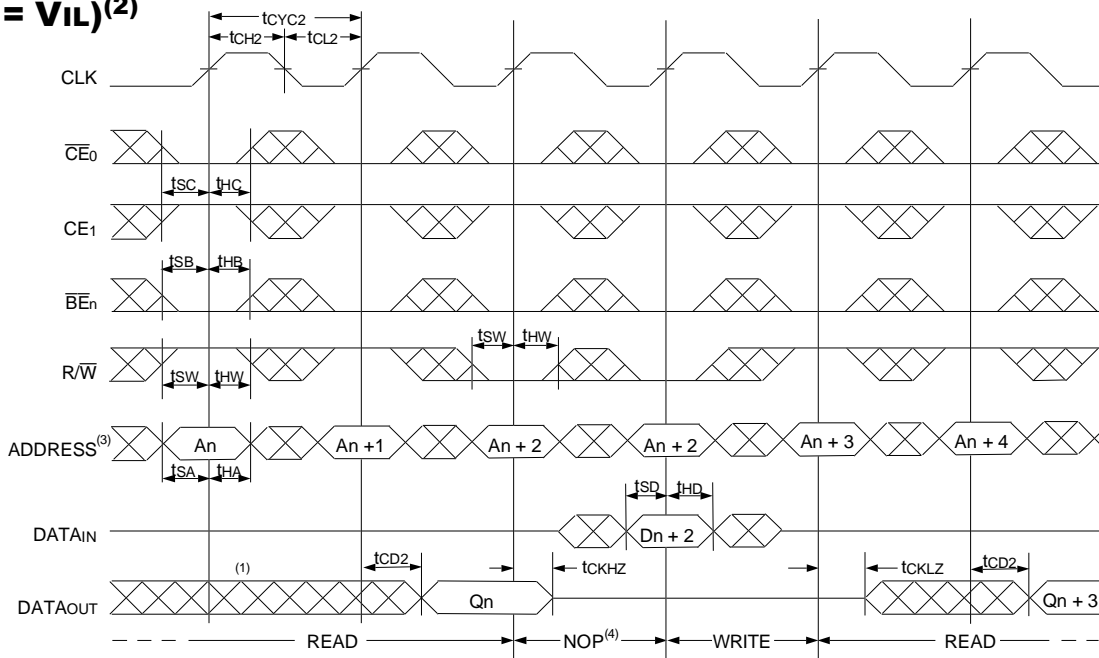 = VIL)(2)
tCYC2
tCH2 tCL2
CLK
CE0
tSC tHC
CE1
tSB tHB
BEn
tSW tHW
R/W
tSW tHW
ADDRESS(3) An An +1 An + 2 An + 2 An + 3 An + 4
tSA tHA
tSD tHD
DATAIN Dn + 2
(1) tCD2 tCKHZ tCKLZ tCD2
DATAOUT Qn Qn + 3
READ NOP(4) WRITE READ